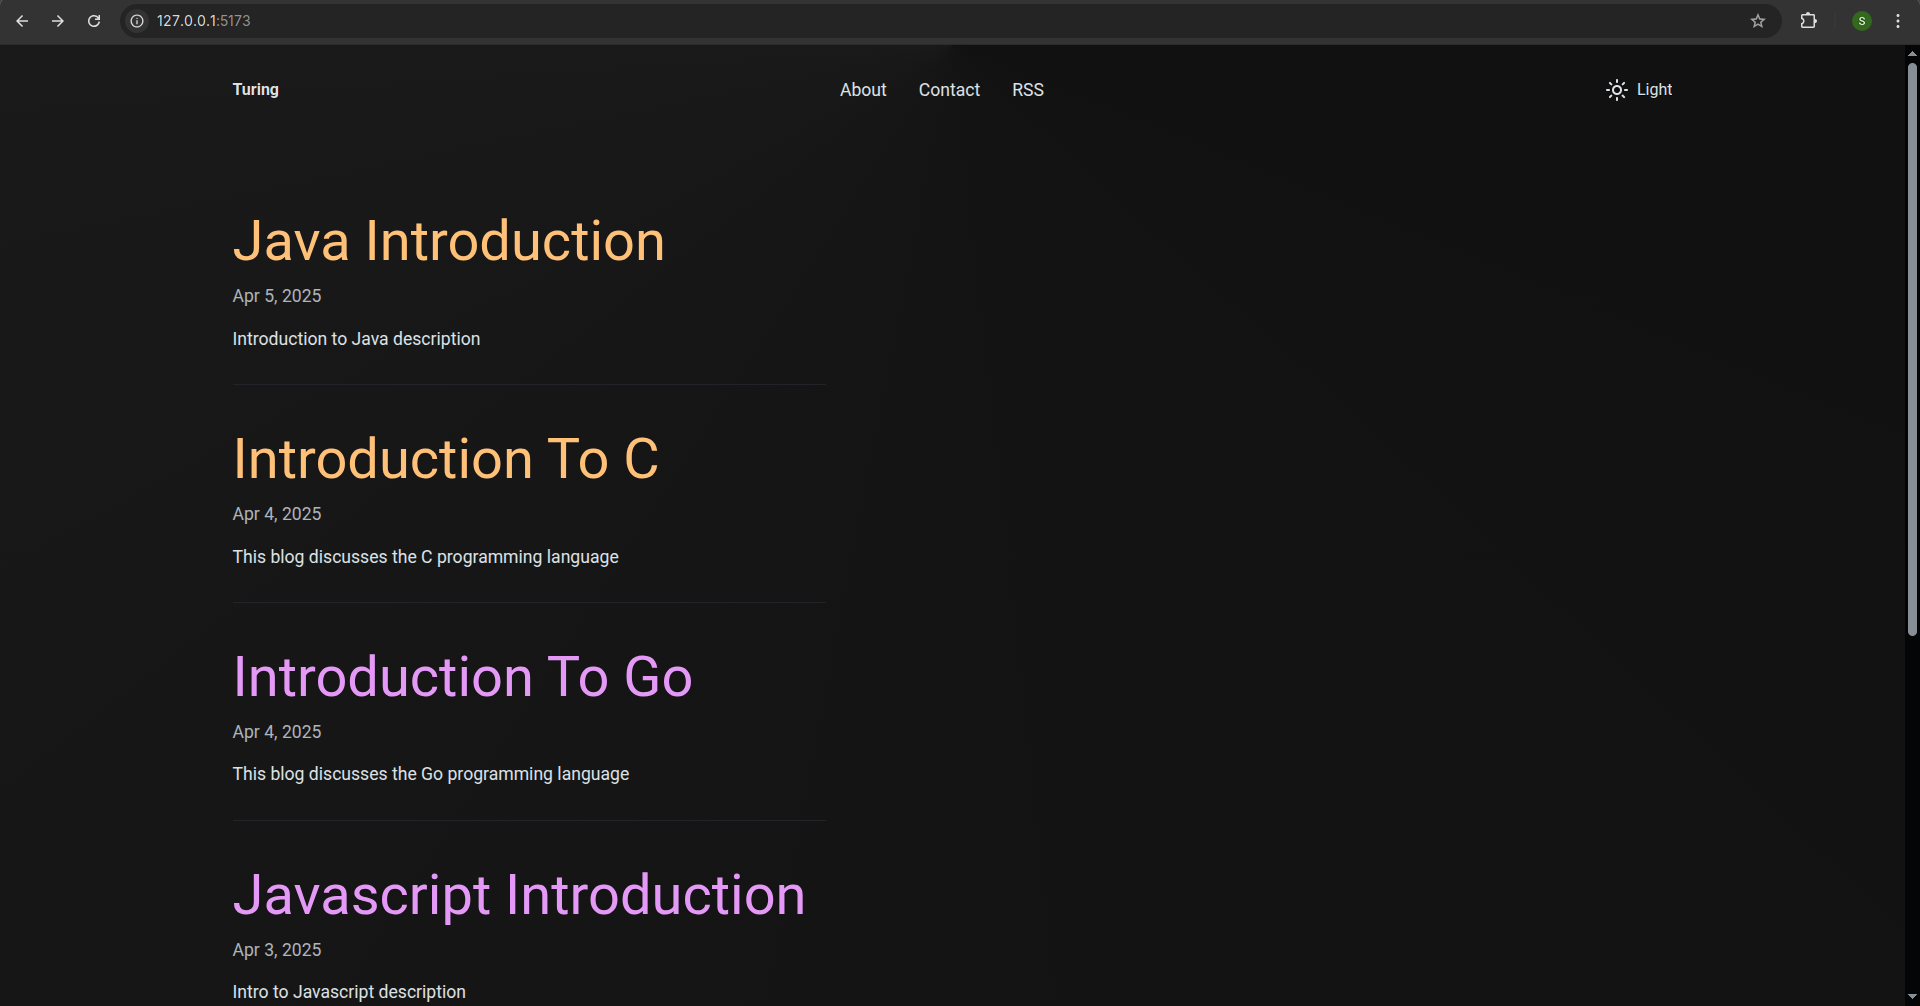 127.0.0.1:5173
S
Turing
About Contact RSS
Light
Java Introduction
Apr 5, 2025
Introduction to Java description
Introduction To C
Apr 4, 2025
This blog discusses the C programming language
Introduction To Go
Apr 4, 2025
This blog discusses the Go programming language
Javascript Introduction
Apr 3, 2025
Intro to Javascript description